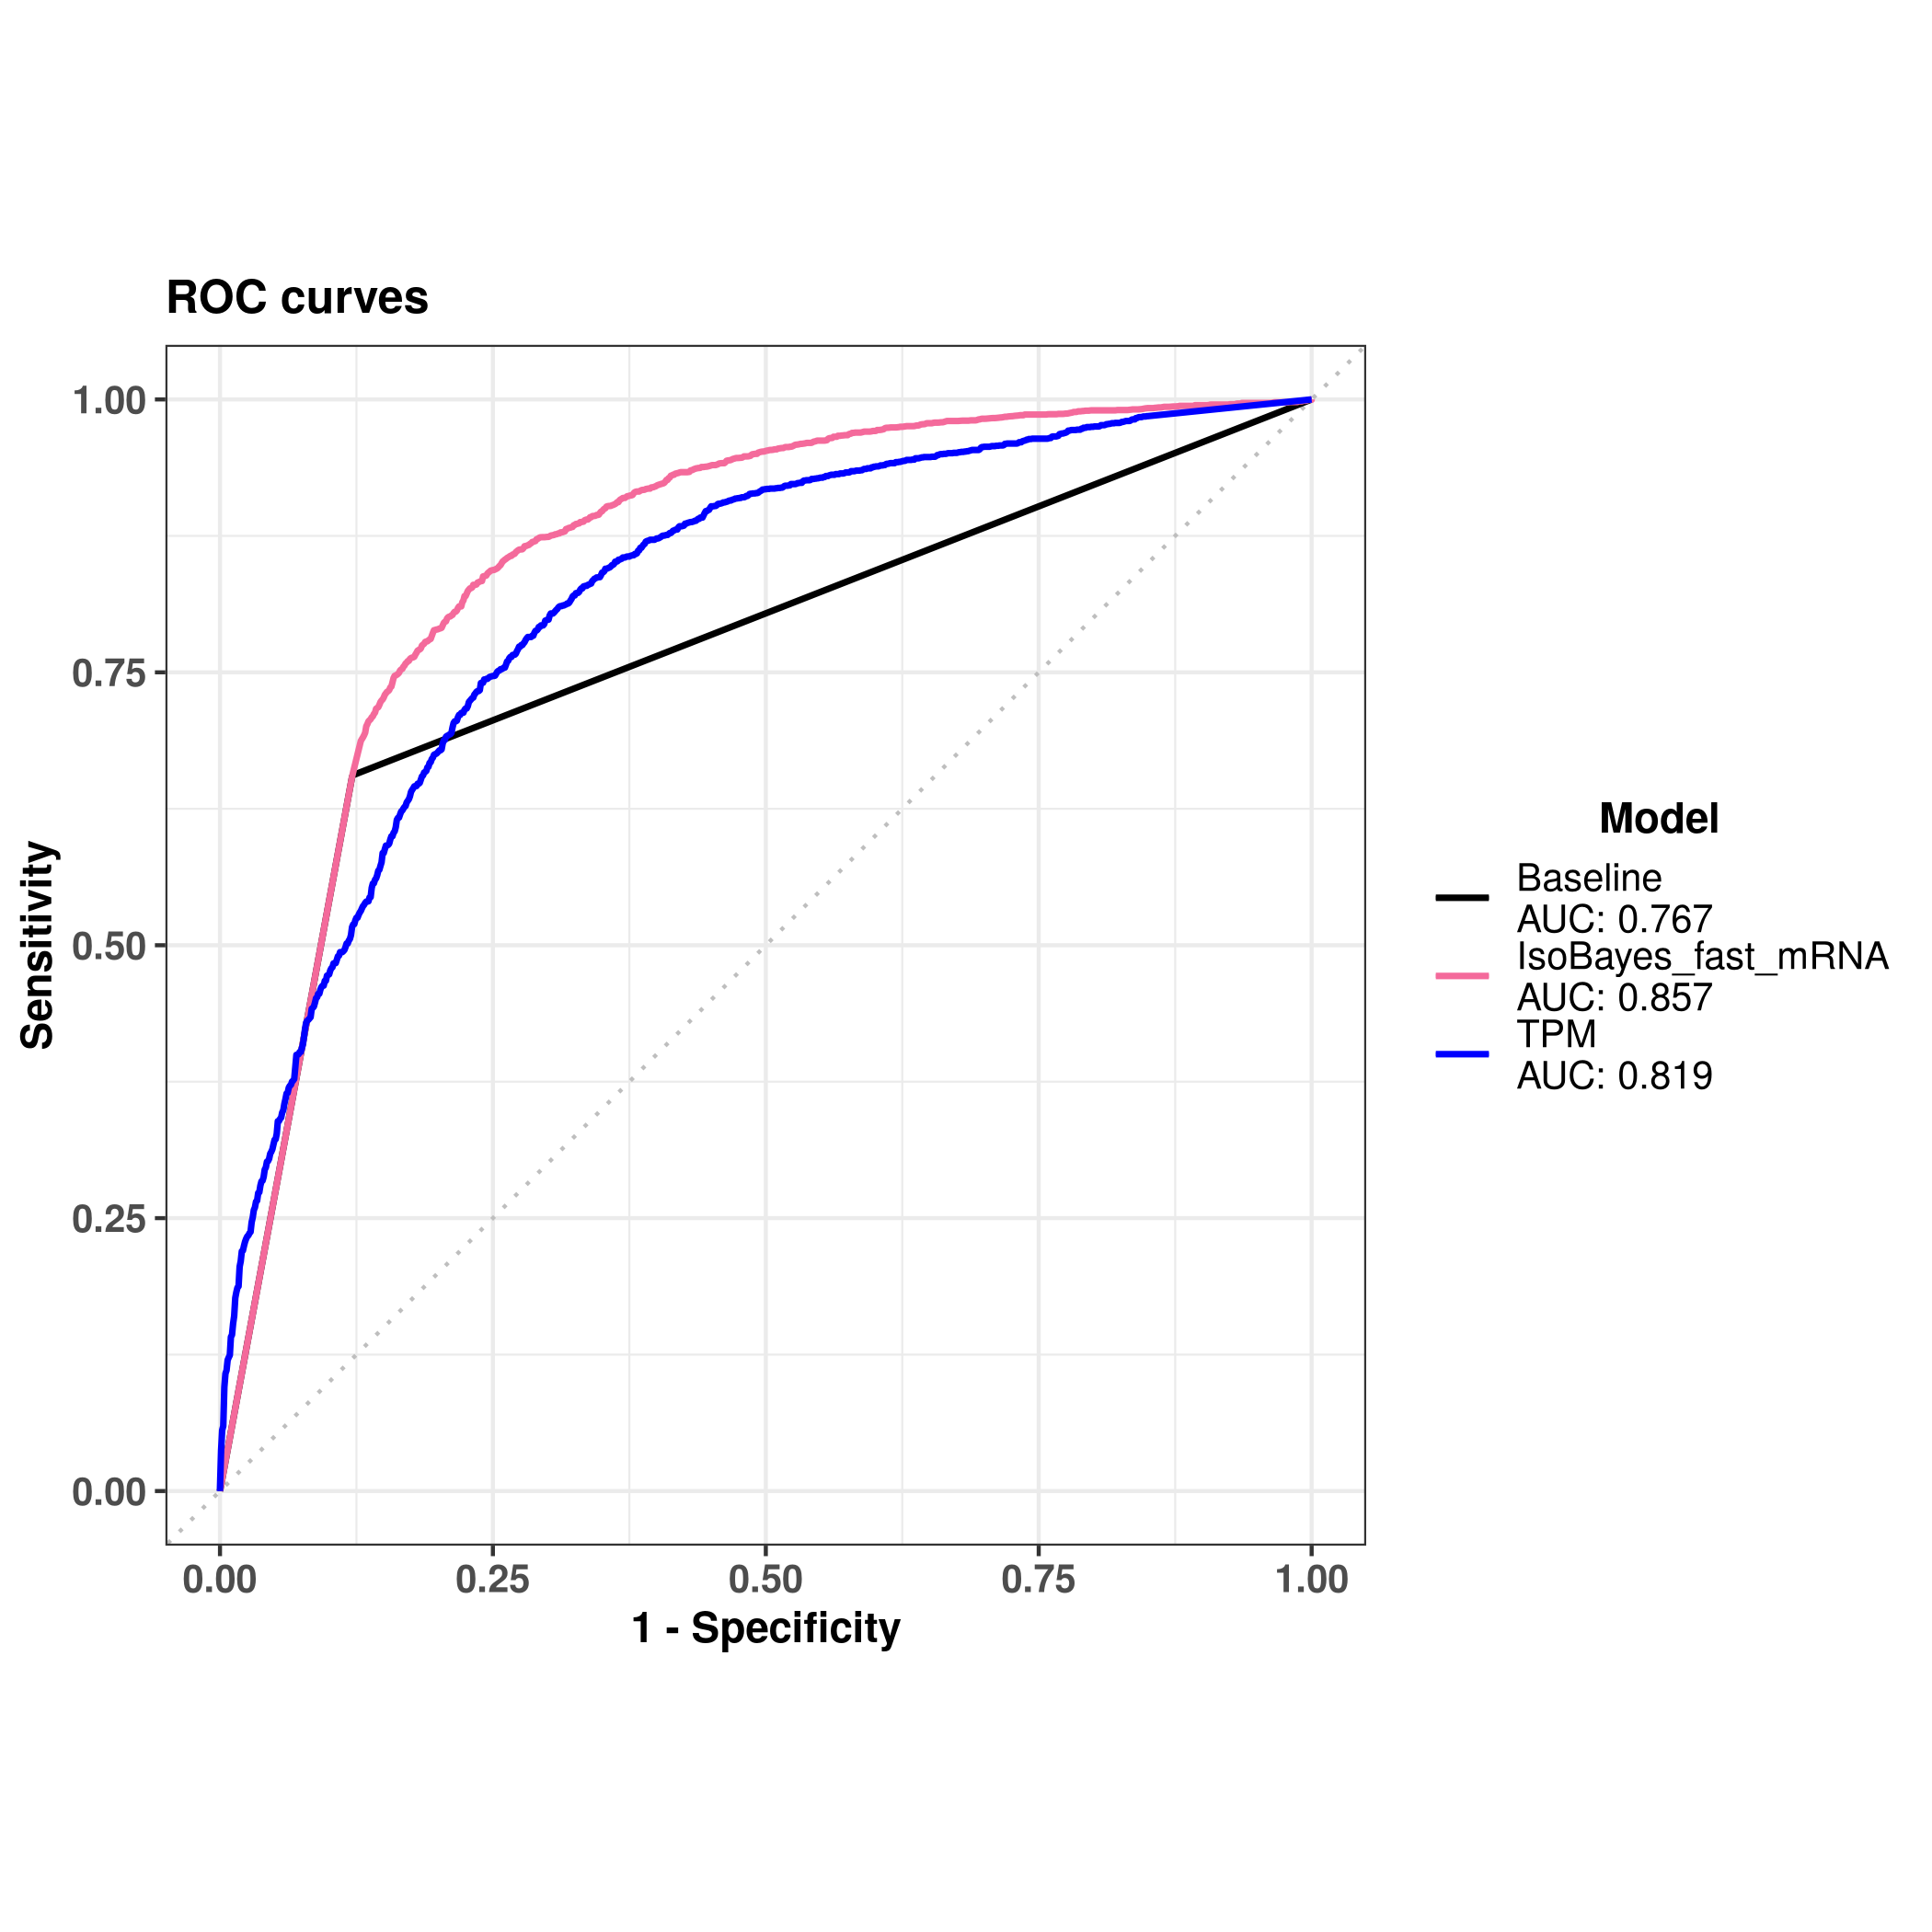 ROC curves
1.00
0.75
0.50
0.25
0.00
Sensitivity
0.00 0.25 0.50 0.75 1.00
1 - Specificity
Model
Baseline
AUC: 0.767
IsoBayes_fast_mRNA
AUC: 0.857
TPM
AUC: 0.819